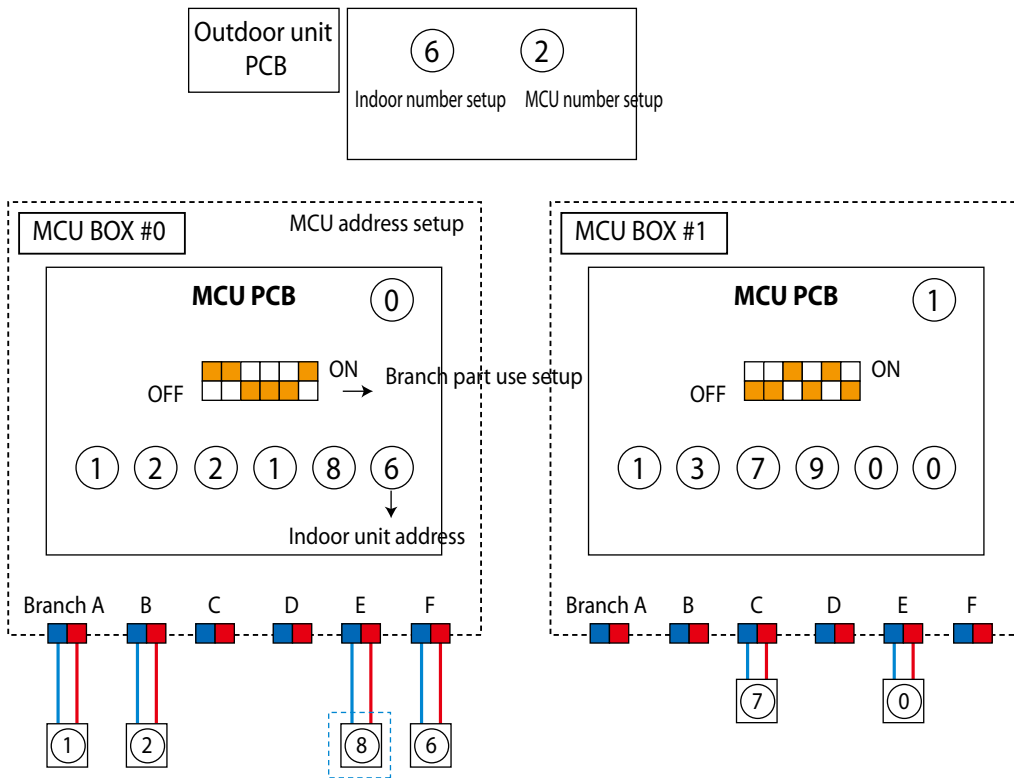 Outdoor unit
PCB
6 2
Indoor number setup MCU number setup
MCU BOX #0
MCU address setup
MCU PCB 0
ON
OFF
Branch part use setup
1 2 2 1 8 6
Indoor unit address
Branch A B C D E F
1 2 8 6
MCU BOX #1
MCU PCB 1
ON
OFF
1 3 7 9 0 0
Branch A B C D E F
7 0